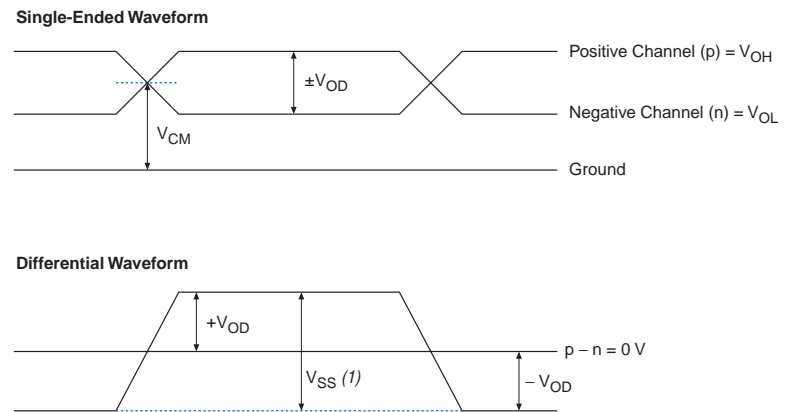 Single-Ended Waveform
Positive Channel (p) = VOH
±VOD
Negative Channel (n) = VOL
VCM
Ground
Differential Waveform
+VOD
p − n = 0 V
VSS (1)
− VOD